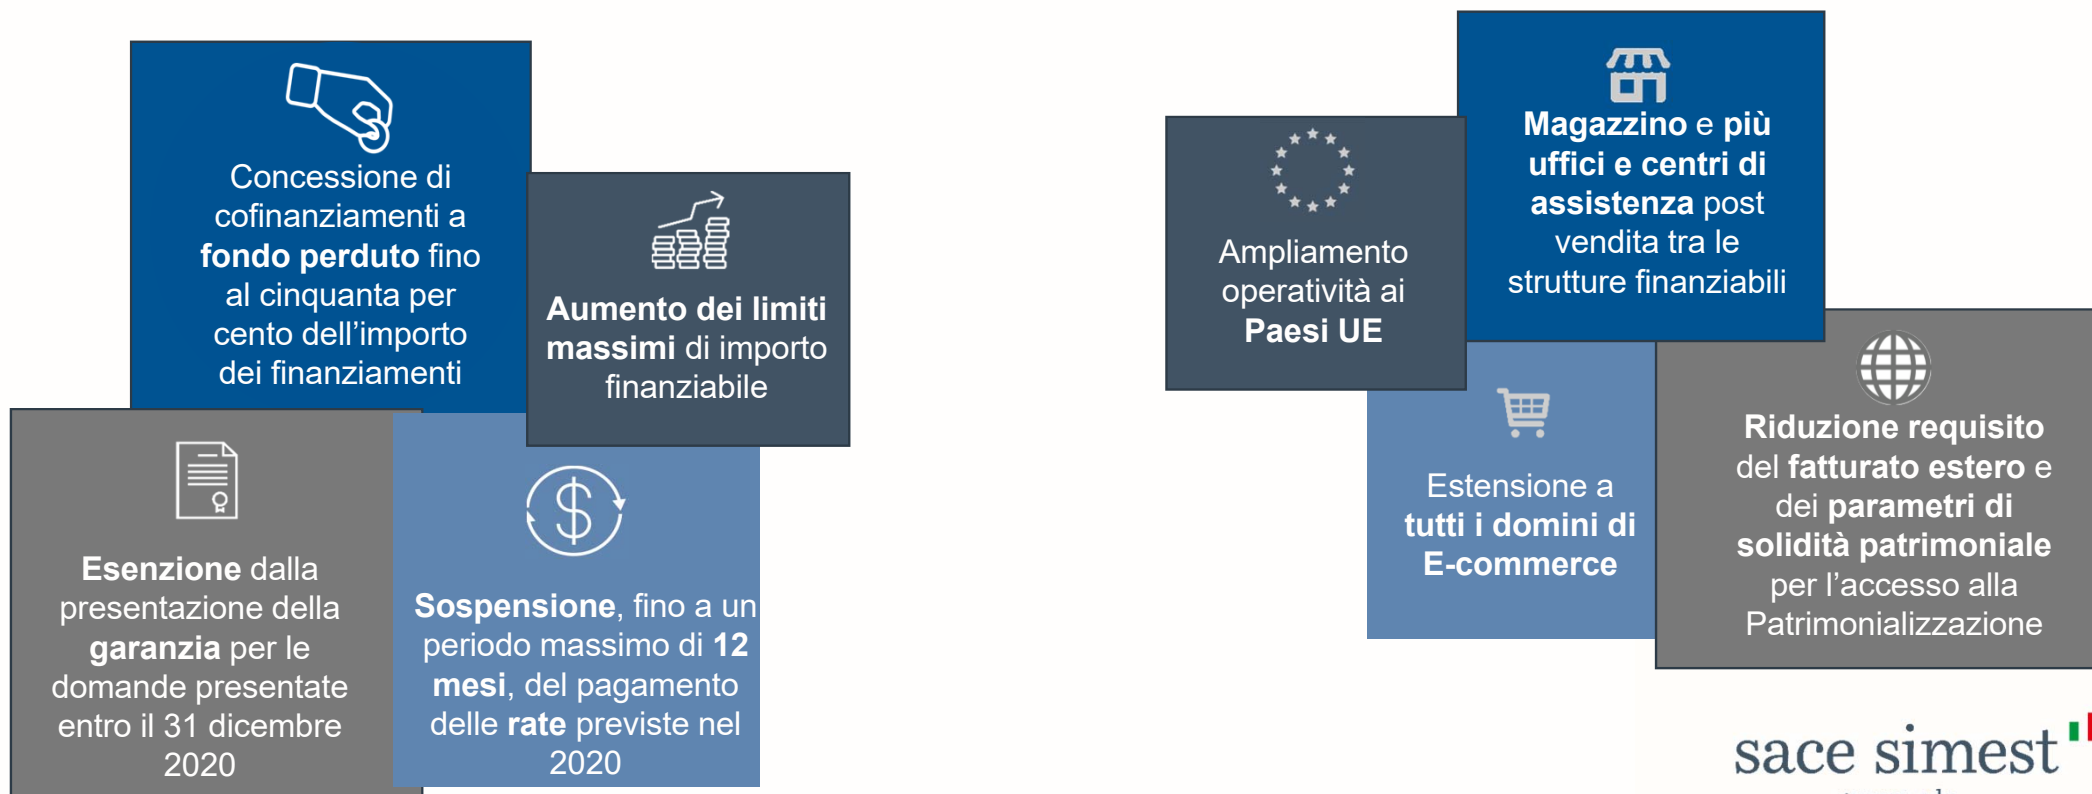 Concessione di
cofinanziamenti a
fondo perduto fino
al cinquanta per
cento dell’importo
dei finanziamenti
Aumento dei limiti
massimi di importo
finanziabile
Esenzione dalla
presentazione della
garanzia per le
domande presentate
entro il 31 dicembre
2020
Sospensione, fino a un
periodo massimo di 12
mesi, del pagamento
delle rate previste nel
2020
Ampliamento
operatività ai
Paesi UE
Magazzino e più
uffici e centri di
assistenza post
vendita tra le
strutture finanziabili
Estensione a
tutti i domini di
E-commerce
Riduzione requisito
del fatturato estero e
dei parametri di
solidità patrimoniale
per l’accesso alla
Patrimonializzazione
sace simest